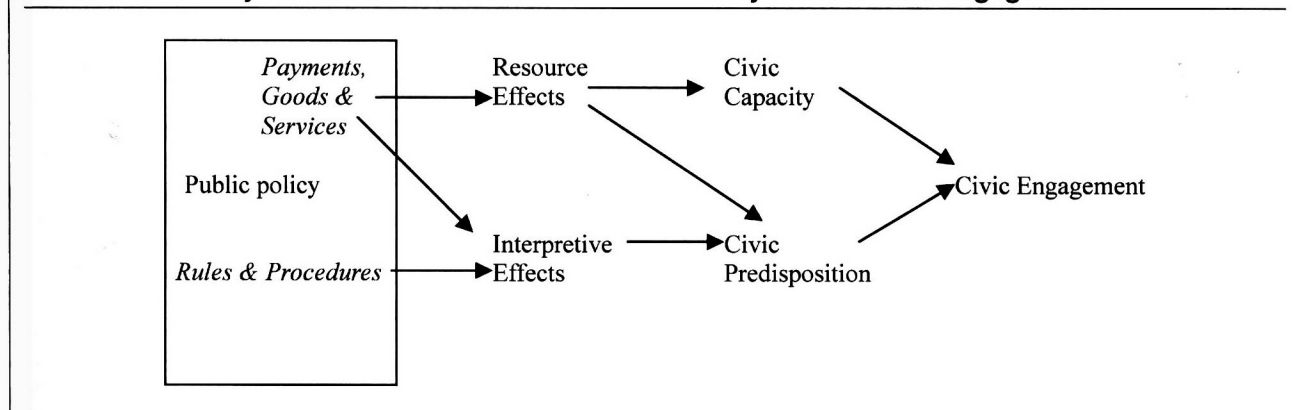 Payments,
Goods &
Services
Public policy
Rules & Procedures
Resource
Effects
Interpretive
Effects
Civic
Capacity
Civic
Predisposition
Civic Engagement